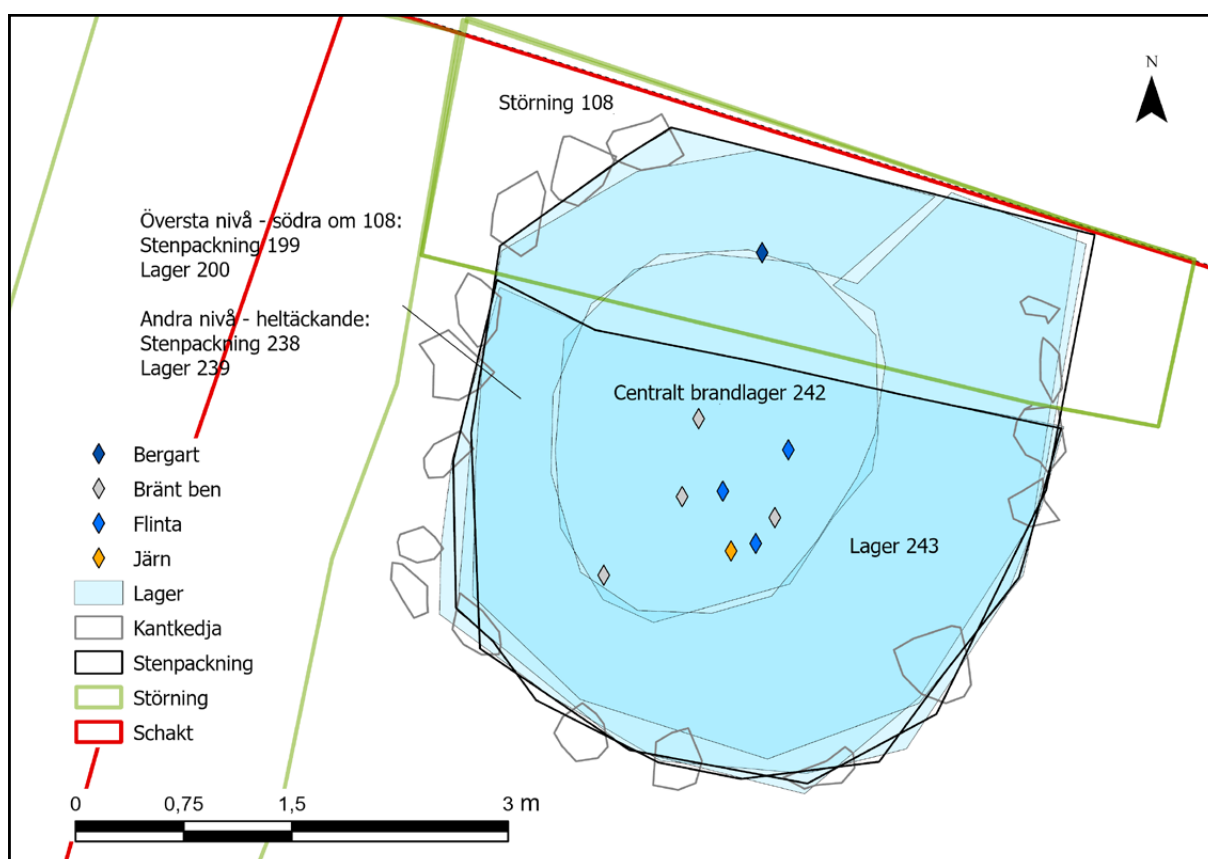 N
Störning 108
Översta nivå - södra om 108:
Stenpackning 199
Lager 200
Andra nivå - heltäckande:
Stenpackning 238
Lager 239
Centralt brandlager 242
Lager 243
Bergart
Bränt ben
Flinta
Järn
Lager
Kantkedja
Stenpackning
Störning
Schakt
0 0,75 1,5 3 m